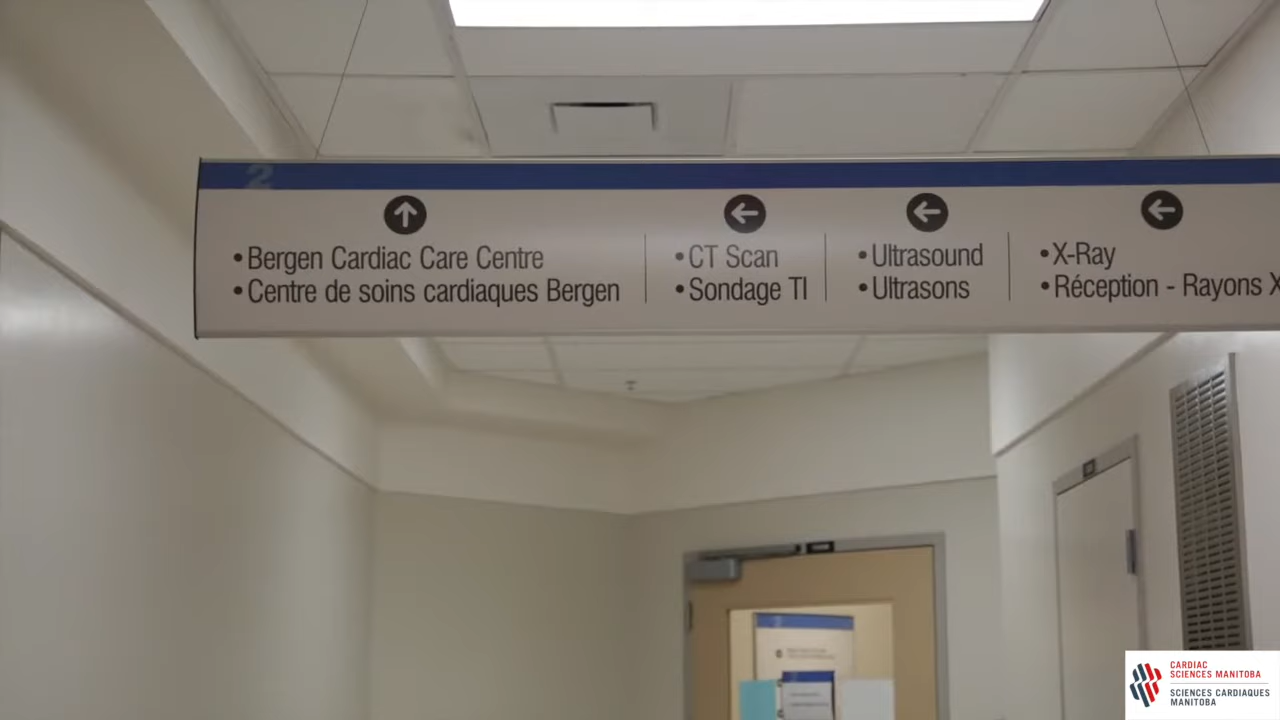 2
•Bergen Cardiac Care Centre
•Centre de soins cardiaques Bergen
•CT Scan
•Sondage TI
•Ultrasound
•Ultrasons
•X-Ray
•Réception - Rayons X
CARDIAC
SCIENCES MANITOBA
SCIENCES CARDIAQUES
MANITOBA